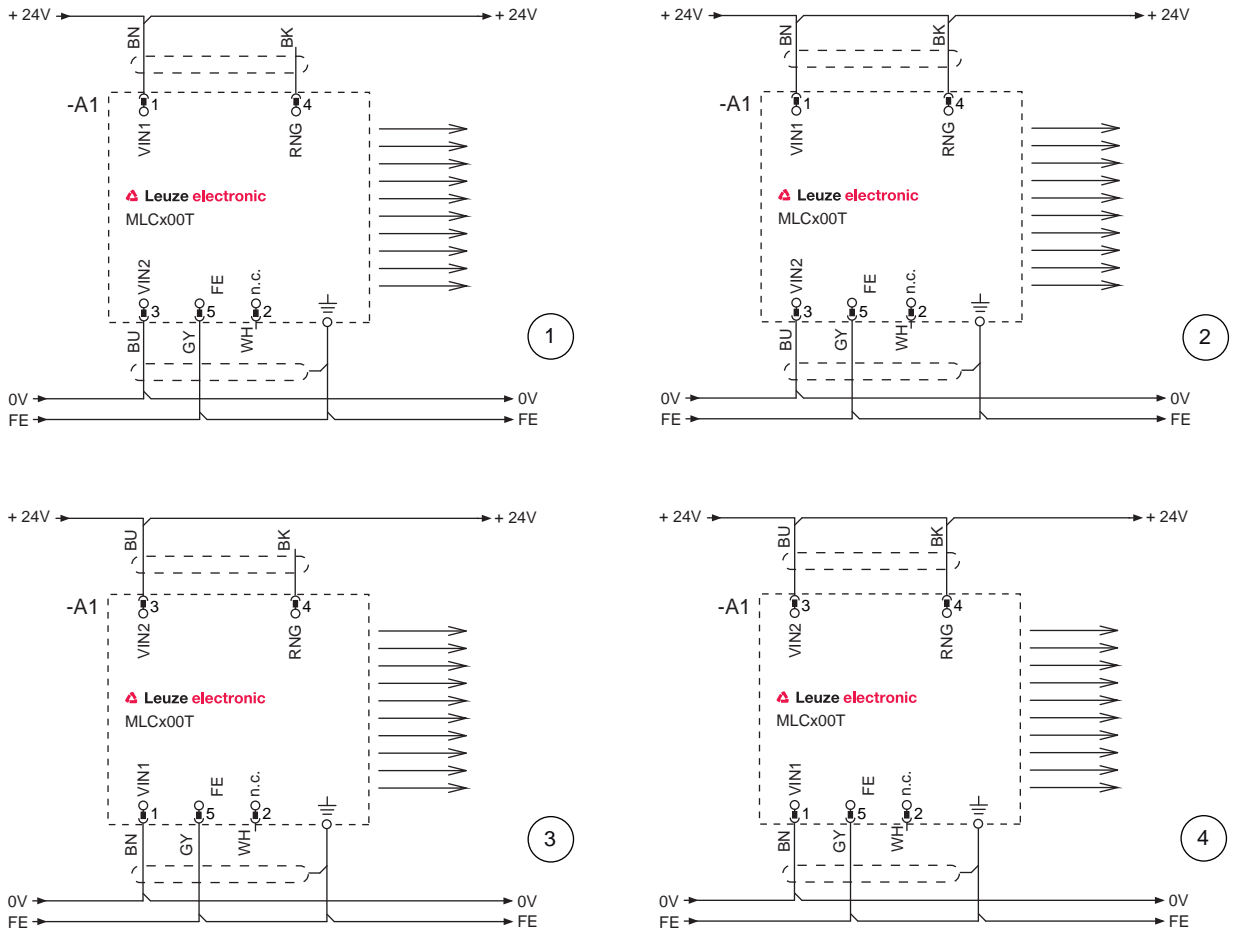 + 24V
+ 24V
BN
BK
-A1
1
4
VIN1
RNG
Leuze electronic
MLCx00T
VIN2
FE
n.c.
3
5
2
BU
GY
WH
1
0V
0V
FE
FE
+ 24V
+ 24V
BN
BK
-A1
1
4
VIN1
RNG
Leuze electronic
MLCx00T
VIN2
FE
n.c.
3
5
2
BU
GY
WH
2
0V
0V
FE
FE
+ 24V
+ 24V
BU
BK
-A1
3
4
VIN2
RNG
Leuze electronic
MLCx00T
VIN1
FE
n.c.
1
5
2
BN
GY
WH
3
0V
0V
FE
FE
+ 24V
+ 24V
BU
BK
-A1
3
4
VIN2
RNG
Leuze electronic
MLCx00T
VIN1
FE
n.c.
1
5
2
BN
GY
WH
4
0V
0V
FE
FE